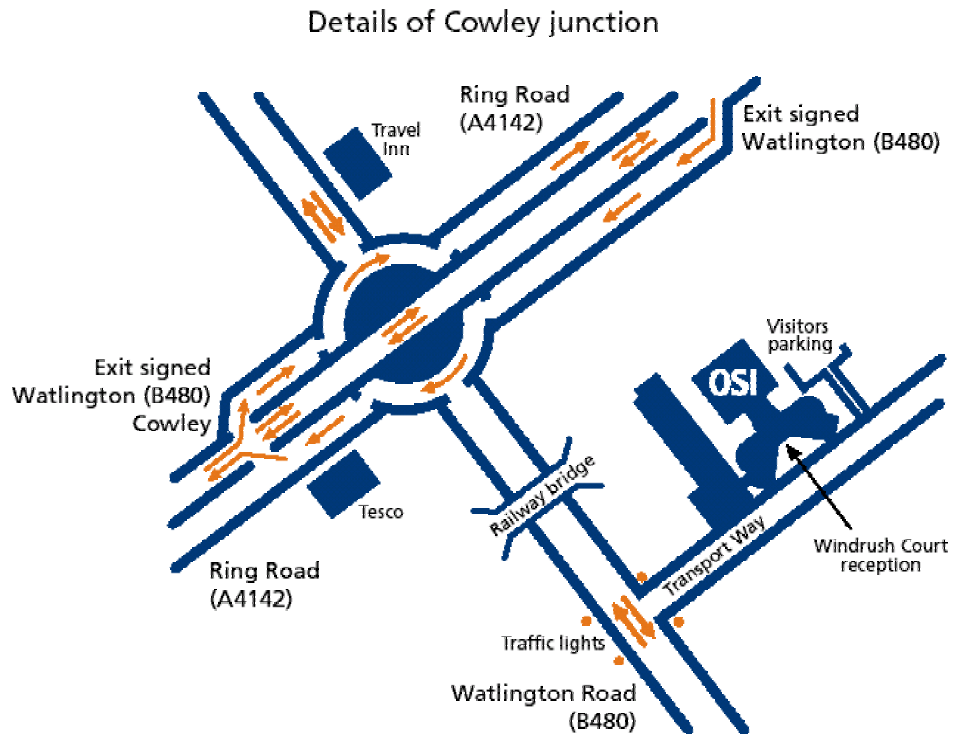 Details of Cowley junction
Ring Road
(A4142)
Exit signed
Watlington (B480)
Travel
Inn
Visitors
parking
OSI
Exit signed
Watlington (B480)
Cowley
Railway bridge
Tesco
Transport Way
Windrush Court
reception
Ring Road
(A4142)
Traffic lights
Watlington Road
(B480)